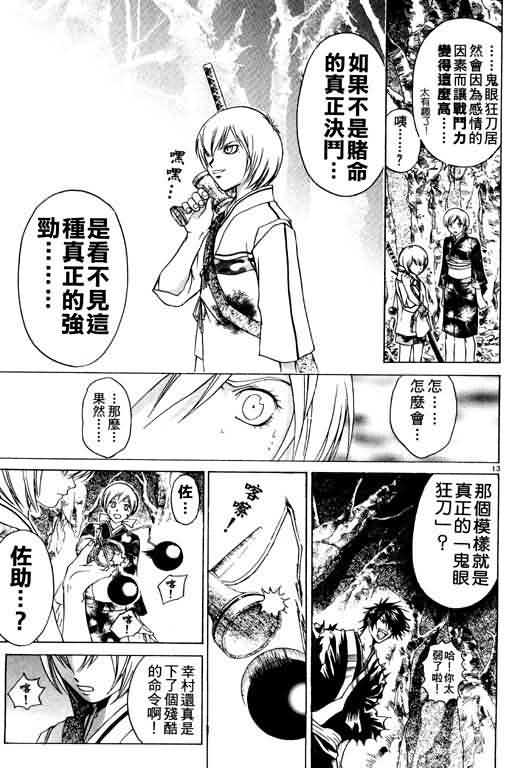 ……鬼眼狂刀居
然會因為感情的
因素而讓戰鬥力
變得這麼高…
太有趣了！
咦
……？
如果不是賭命
的真正決鬥…
嘿
嘿…
是看不見這
種真正的強
勁………
怎…
怎麼會…
…那麼…
果然…
13
那個模樣就是
真正的「鬼眼
狂刀」？
哈！你太
弱了啦！
喀嚓！
佐…
咚！
佐助…？
咚！
幸村還真是
下了個殘酷
的命令啊！